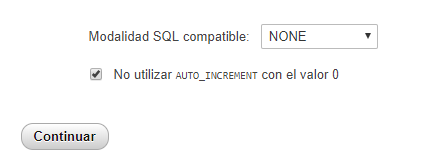 Modalidad SQL compatible: NONE
No utilizar AUTO_INCREMENT con el valor 0
Continuar